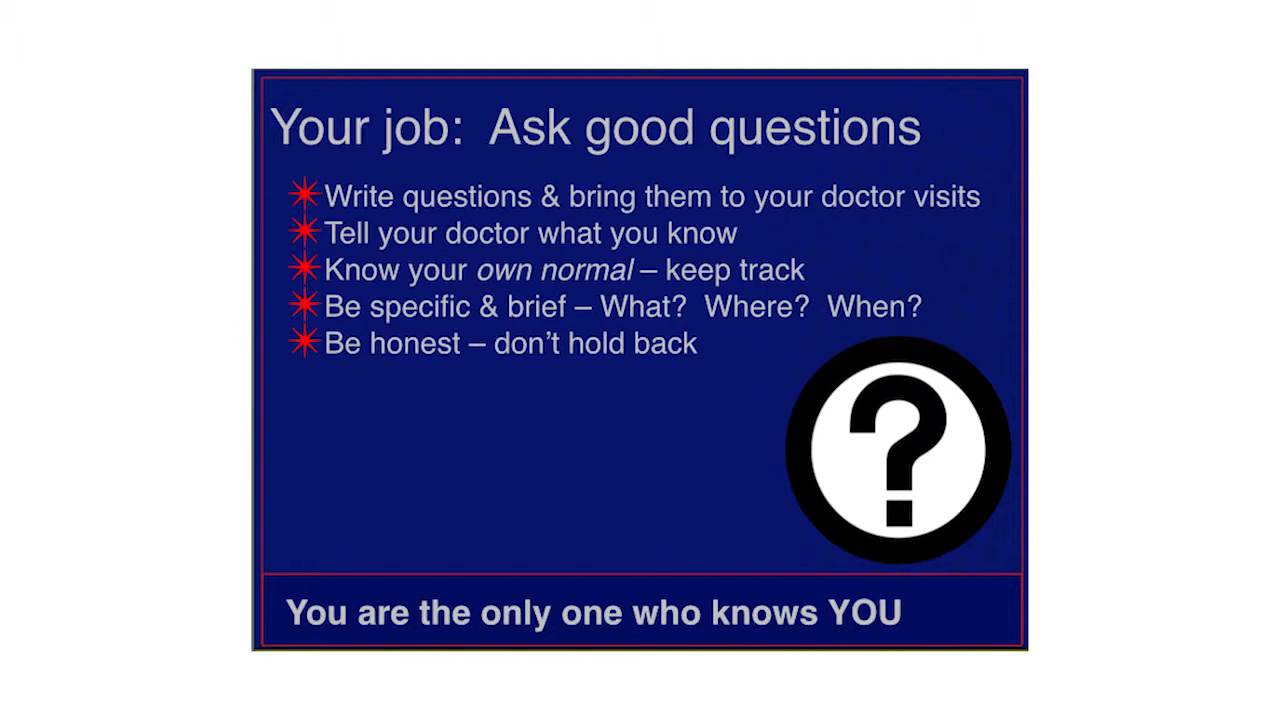 Your job:  Ask good questions
Write questions & bring them to your doctor visits
Tell your doctor what you know
Know your own normal – keep track
Be specific & brief – What?  Where?  When?
Be honest – don’t hold back
?
You are the only one who knows YOU